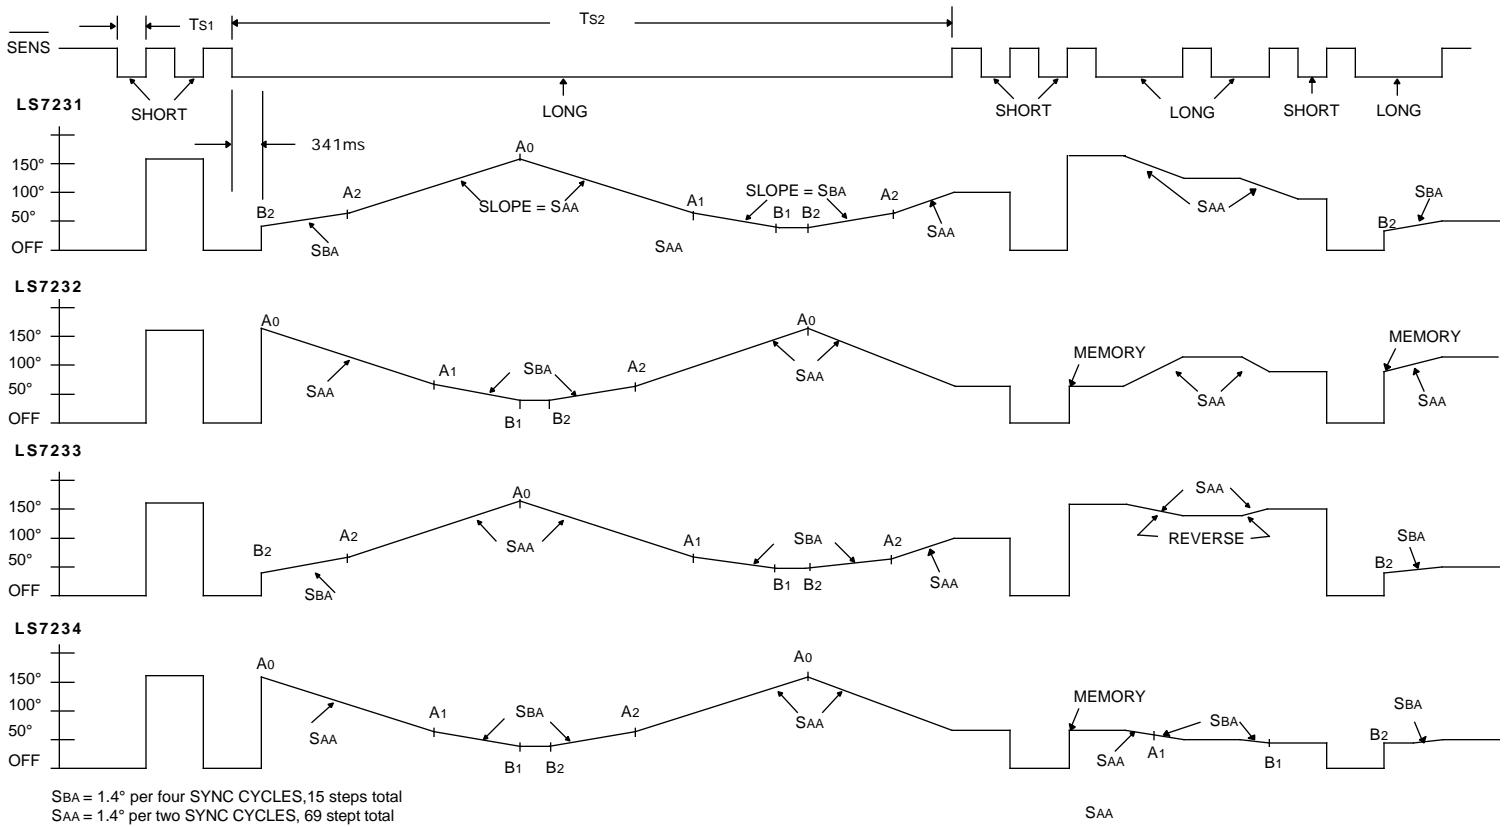 TS1
TS2
SENS
SHORT
LONG
SHORT
LONG
SHORT
LONG
LS7231
341ms
150°
100°
50°
OFF
B2
SBA
A2
A0
SLOPE = SAA
A1
SAA
SLOPE = SBA
B1
B2
A2
SAA
SAA
B2
SBA
LS7232
150°
100°
50°
OFF
A0
SAA
A1
SBA
B1
B2
A2
A0
SAA
MEMORY
SAA
MEMORY
SAA
LS7233
150°
100°
50°
OFF
B2
SBA
A2
A0
SAA
A1
SBA
B1
B2
A2
SAA
SAA
REVERSE
B2
SBA
LS7234
150°
100°
50°
OFF
A0
SAA
A1
SBA
B1
B2
A2
A0
SAA
MEMORY
SAA
A1
SBA
B1
B2
SBA
SBA = 1.4° per four SYNC CYCLES,15 steps total
SAA = 1.4° per two SYNC CYCLES, 69 stept total
SAA